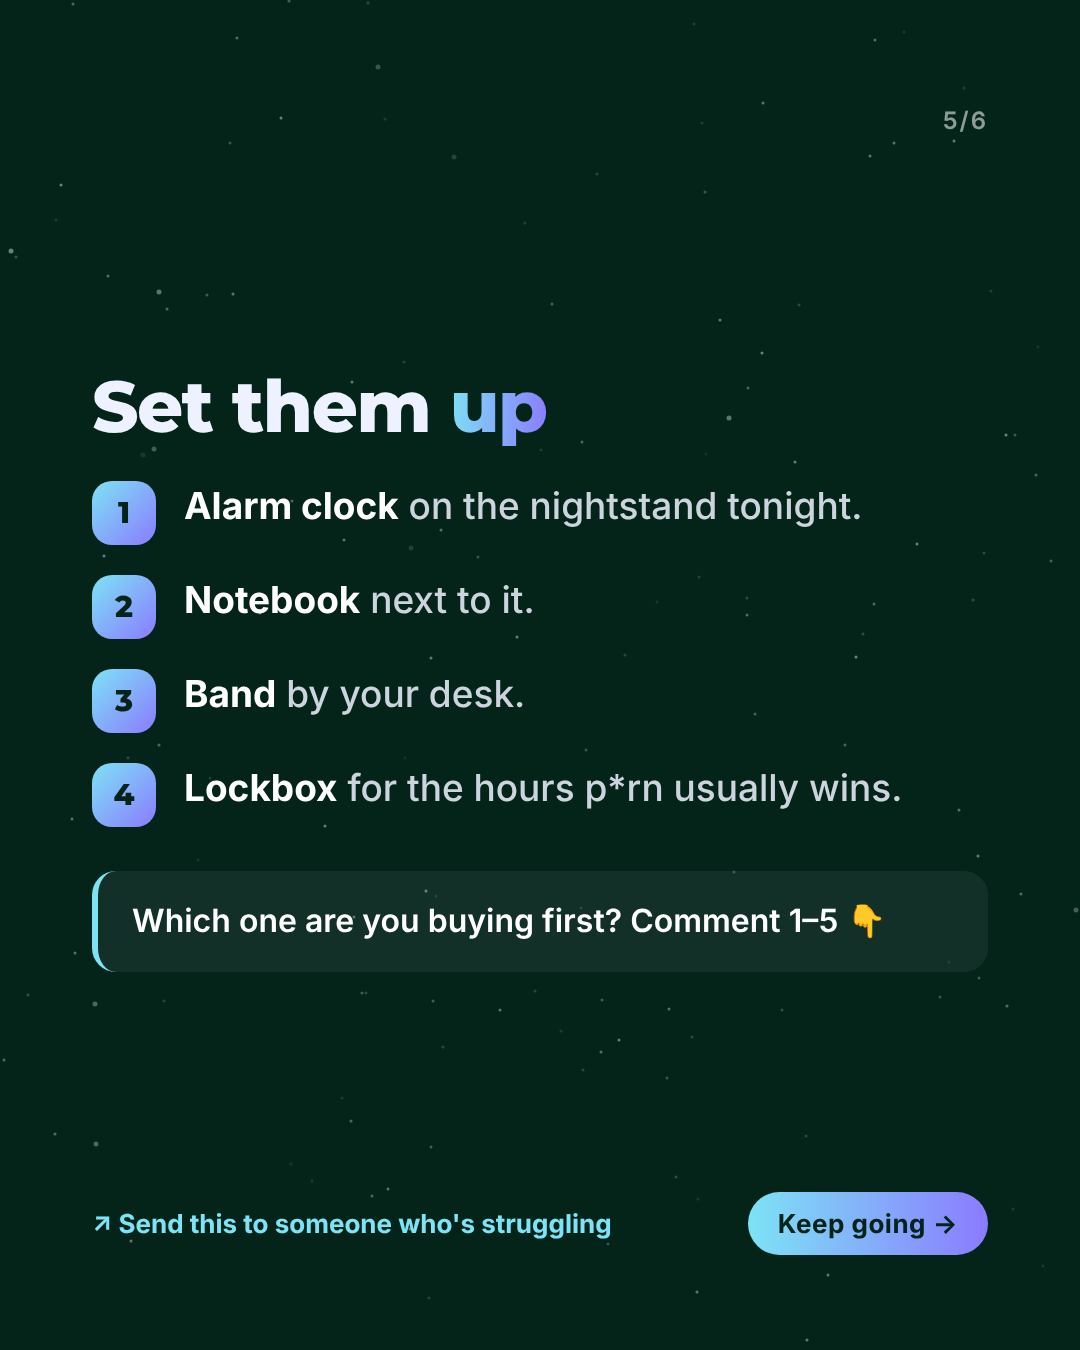 5/6
Set them up
1 Alarm clock on the nightstand tonight.
2 Notebook next to it.
3 Band by your desk.
4 Lockbox for the hours p*rn usually wins.
Which one are you buying first? Comment 1–5 👇
↗ Send this to someone who's struggling
Keep going →